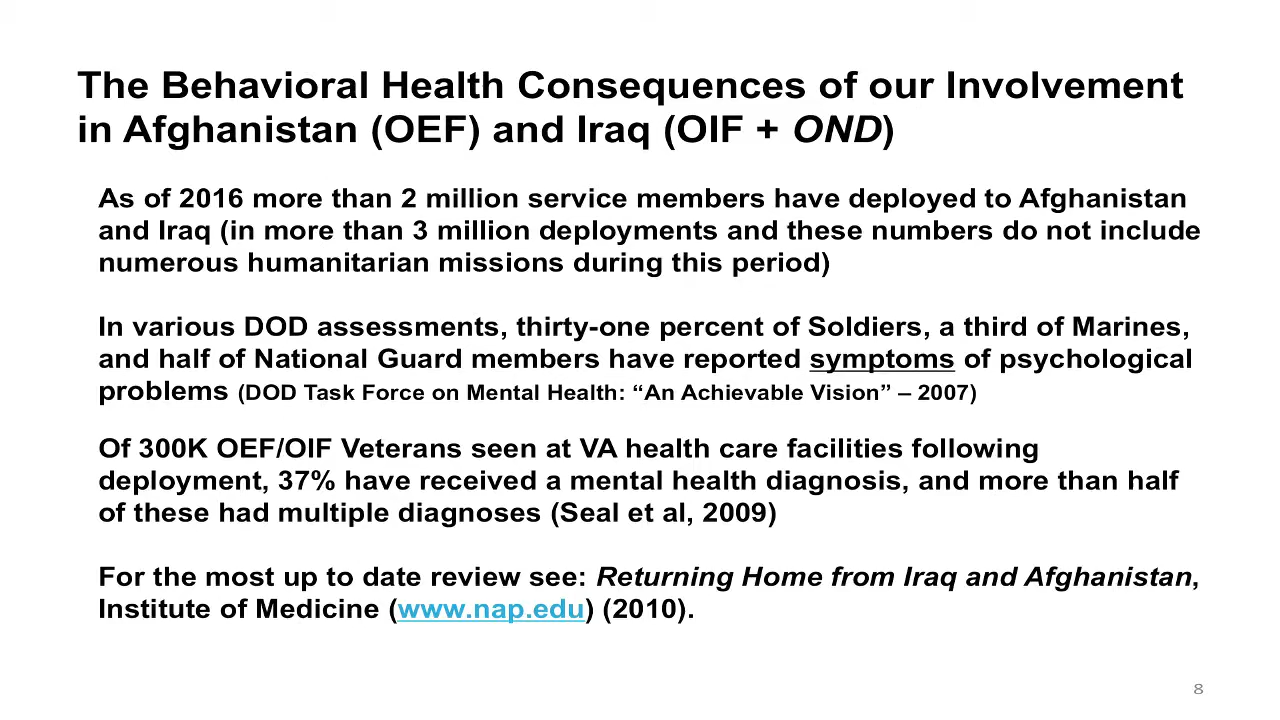 The Behavioral Health Consequences of our Involvement
in Afghanistan (OEF) and Iraq (OIF + OND)
As of 2016 more than 2 million service members have deployed to Afghanistan
and Iraq (in more than 3 million deployments and these numbers do not include
numerous humanitarian missions during this period)
In various DOD assessments, thirty-one percent of Soldiers, a third of Marines,
and half of National Guard members have reported symptoms of psychological
problems (DOD Task Force on Mental Health: “An Achievable Vision” – 2007)
Of 300K OEF/OIF Veterans seen at VA health care facilities following
deployment, 37% have received a mental health diagnosis, and more than half
of these had multiple diagnoses (Seal et al, 2009)
For the most up to date review see: Returning Home from Iraq and Afghanistan,
Institute of Medicine (www.nap.edu) (2010).
8